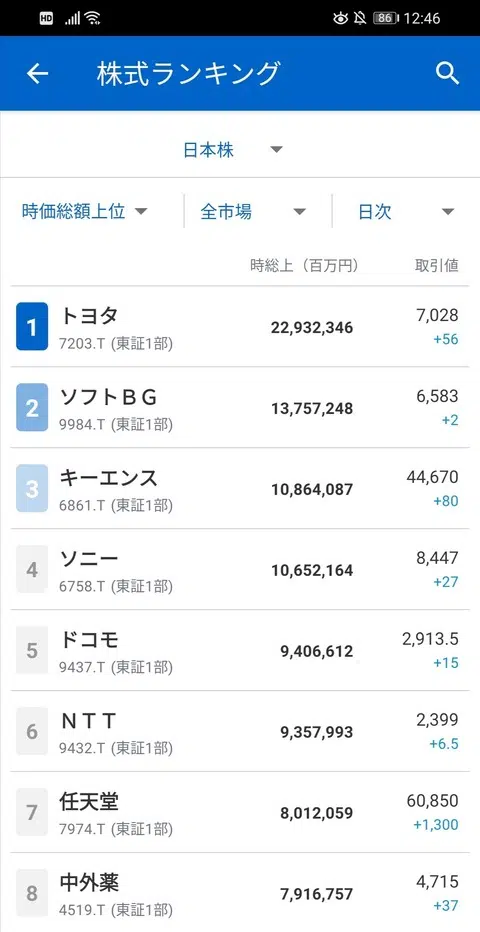 HD 86 12:46
株式ランキング
日本株
時価総額上位 全市場 日次
時総上（百万円） 取引値
1 トヨタ 22,932,346 7,028
7203.T (東証1部) +56
2 ソフトＢＧ 13,757,248 6,583
9984.T (東証1部) +2
3 キーエンス 10,864,087 44,670
6861.T (東証1部) +80
4 ソニー 10,652,164 8,447
6758.T (東証1部) +27
5 ドコモ 9,406,612 2,913.5
9437.T (東証1部) +15
6 ＮＴＴ 9,357,993 2,399
9432.T (東証1部) +6.5
7 任天堂 8,012,059 60,850
7974.T (東証1部) +1,300
8 中外薬 7,916,757 4,715
4519.T (東証1部) +37